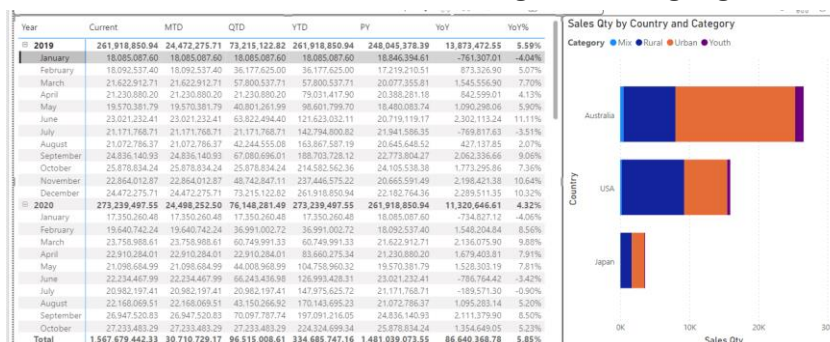 Year Current MTD QTD YTD PY YoY YoY%
2019 261,918,850.94 24,472,275.71 73,215,122.82 261,918,850.94 248,045,378.39 13,873,472.55 5.59%
January 18,085,087.60 18,085,087.60 18,085,087.60 18,085,087.60 18,846,394.61 -761,307.01 -4.04%
February 18,092,537.40 18,092,537.40 36,177,625.00 36,177,625.00 17,219,210.51 873,326.90 5.07%
March 21,622,912.71 21,622,912.71 57,800,537.71 57,800,537.71 20,077,355.81 1,545,556.90 7.70%
April 21,230,880.20 21,230,880.20 21,230,880.20 79,031,417.90 20,388,281.18 842,599.01 4.13%
May 19,570,381.79 19,570,381.79 40,801,261.99 98,601,799.70 18,480,083.74 1,090,298.06 5.90%
June 23,021,232.41 23,021,232.41 63,822,494.40 121,623,032.11 20,719,119.17 2,302,113.24 11.11%
July 21,171,768.71 21,171,768.71 21,171,768.71 142,794,800.82 21,941,586.35 -769,817.63 -3.51%
August 21,072,786.37 21,072,786.37 42,244,555.08 163,867,587.19 20,645,648.52 427,137.85 2.07%
September 24,836,140.93 24,836,140.93 67,080,696.01 188,703,728.12 22,773,804.27 2,062,336.66 9.06%
October 25,878,834.24 25,878,834.24 25,878,834.24 214,582,562.36 24,105,538.38 1,773,295.86 7.36%
November 22,864,012.87 22,864,012.87 48,742,847.11 237,446,575.22 20,665,591.49 2,198,421.38 10.64%
December 24,472,275.71 24,472,275.71 73,215,122.82 261,918,850.94 22,182,764.36 2,289,511.35 10.32%
2020 273,239,497.55 24,498,252.50 76,148,281.49 273,239,497.55 261,918,850.94 11,320,646.61 4.32%
January 17,350,260.48 17,350,260.48 17,350,260.48 17,350,260.48 18,085,087.60 -734,827.12 -4.06%
February 19,640,742.24 19,640,742.24 36,991,002.72 36,991,002.72 18,092,537.40 1,548,204.84 8.56%
March 23,758,988.61 23,758,988.61 60,749,991.33 60,749,991.33 21,622,912.71 2,136,075.90 9.88%
April 22,910,284.01 22,910,284.01 22,910,284.01 83,660,275.34 21,230,880.20 1,679,403.81 7.91%
May 21,098,684.99 21,098,684.99 44,008,968.99 104,758,960.32 19,570,381.79 1,528,303.19 7.81%
June 22,234,467.99 22,234,467.99 66,243,436.98 126,993,428.31 23,021,232.41 -786,764.42 -3.42%
July 20,982,197.41 20,982,197.41 20,982,197.41 147,975,625.72 21,171,768.71 -189,571.30 -0.90%
August 22,168,069.51 22,168,069.51 43,150,266.92 170,143,695.23 21,072,786.37 1,095,283.14 5.20%
September 26,947,520.83 26,947,520.83 70,097,787.74 197,091,216.05 24,836,140.93 2,111,379.90 8.50%
October 27,233,483.29 27,233,483.29 27,233,483.29 224,324,699.34 25,878,834.24 1,354,649.05 5.23%
Total 1,567,679,442.33 30,710,729.17 96,515,008.61 334,685,747.16 1,481,039,073.55 86,640,368.78 5.85%
Sales Qty by Country and Category
Category Mix Rural Urban Youth
Country
Australia
USA
Japan
0K 10K 20K
Sales Qty